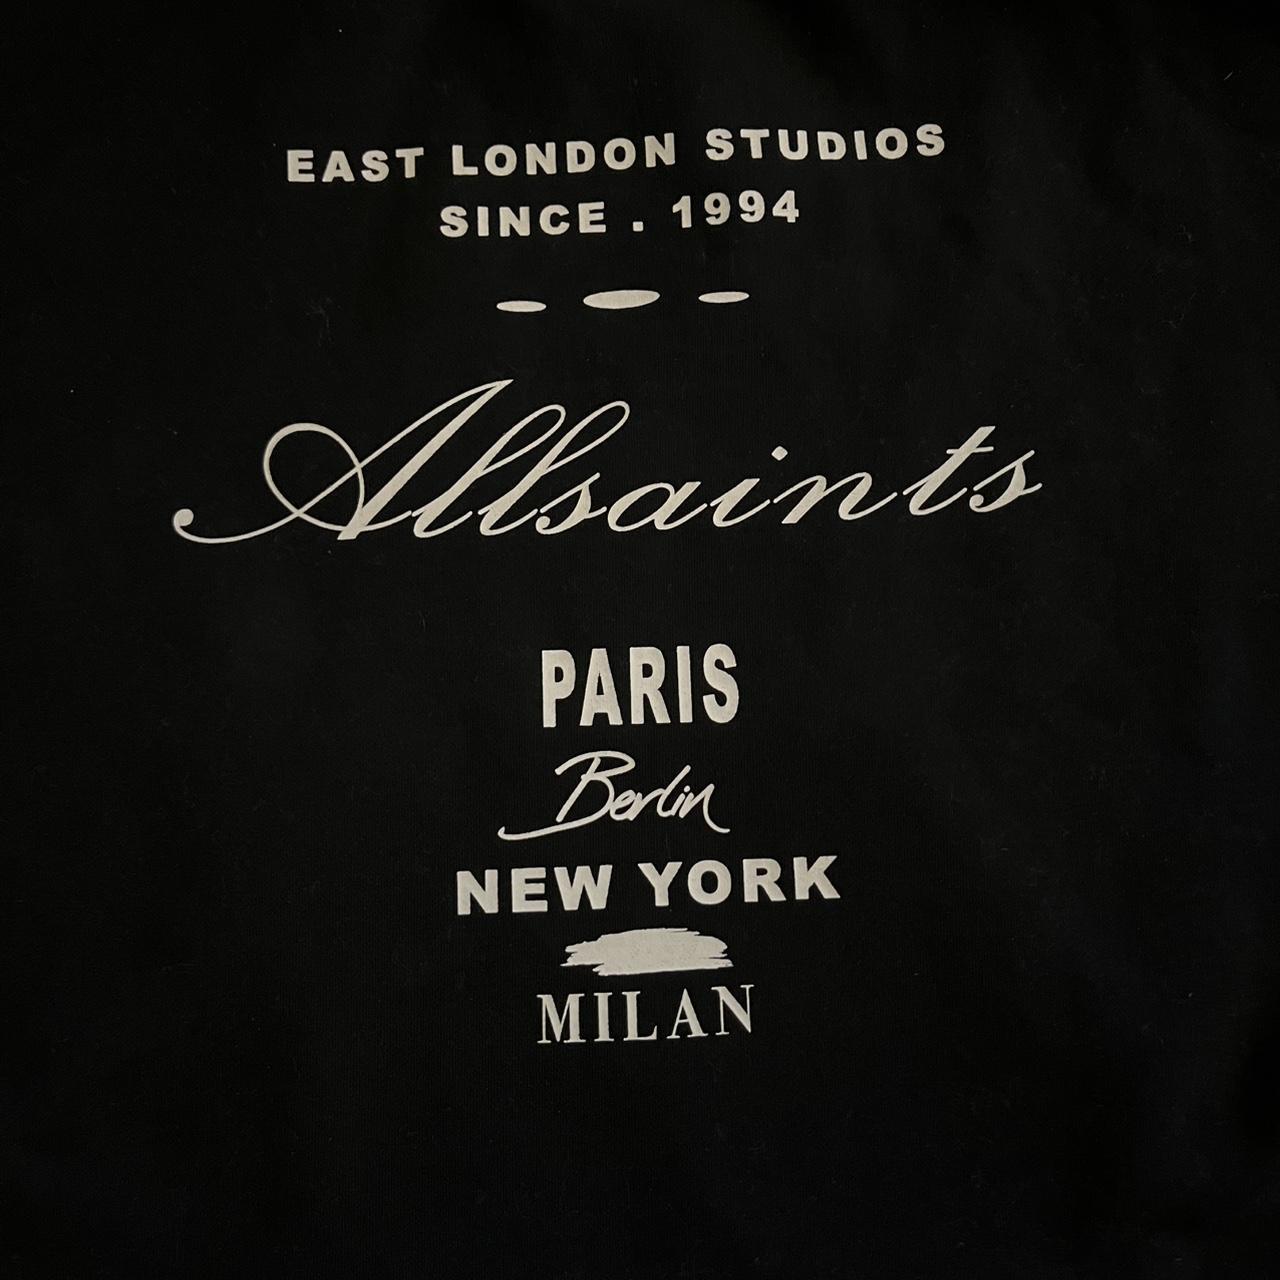 EAST LONDON STUDIOS
SINCE . 1994
Allsaints
PARIS
Berlin
NEW YORK
MILAN